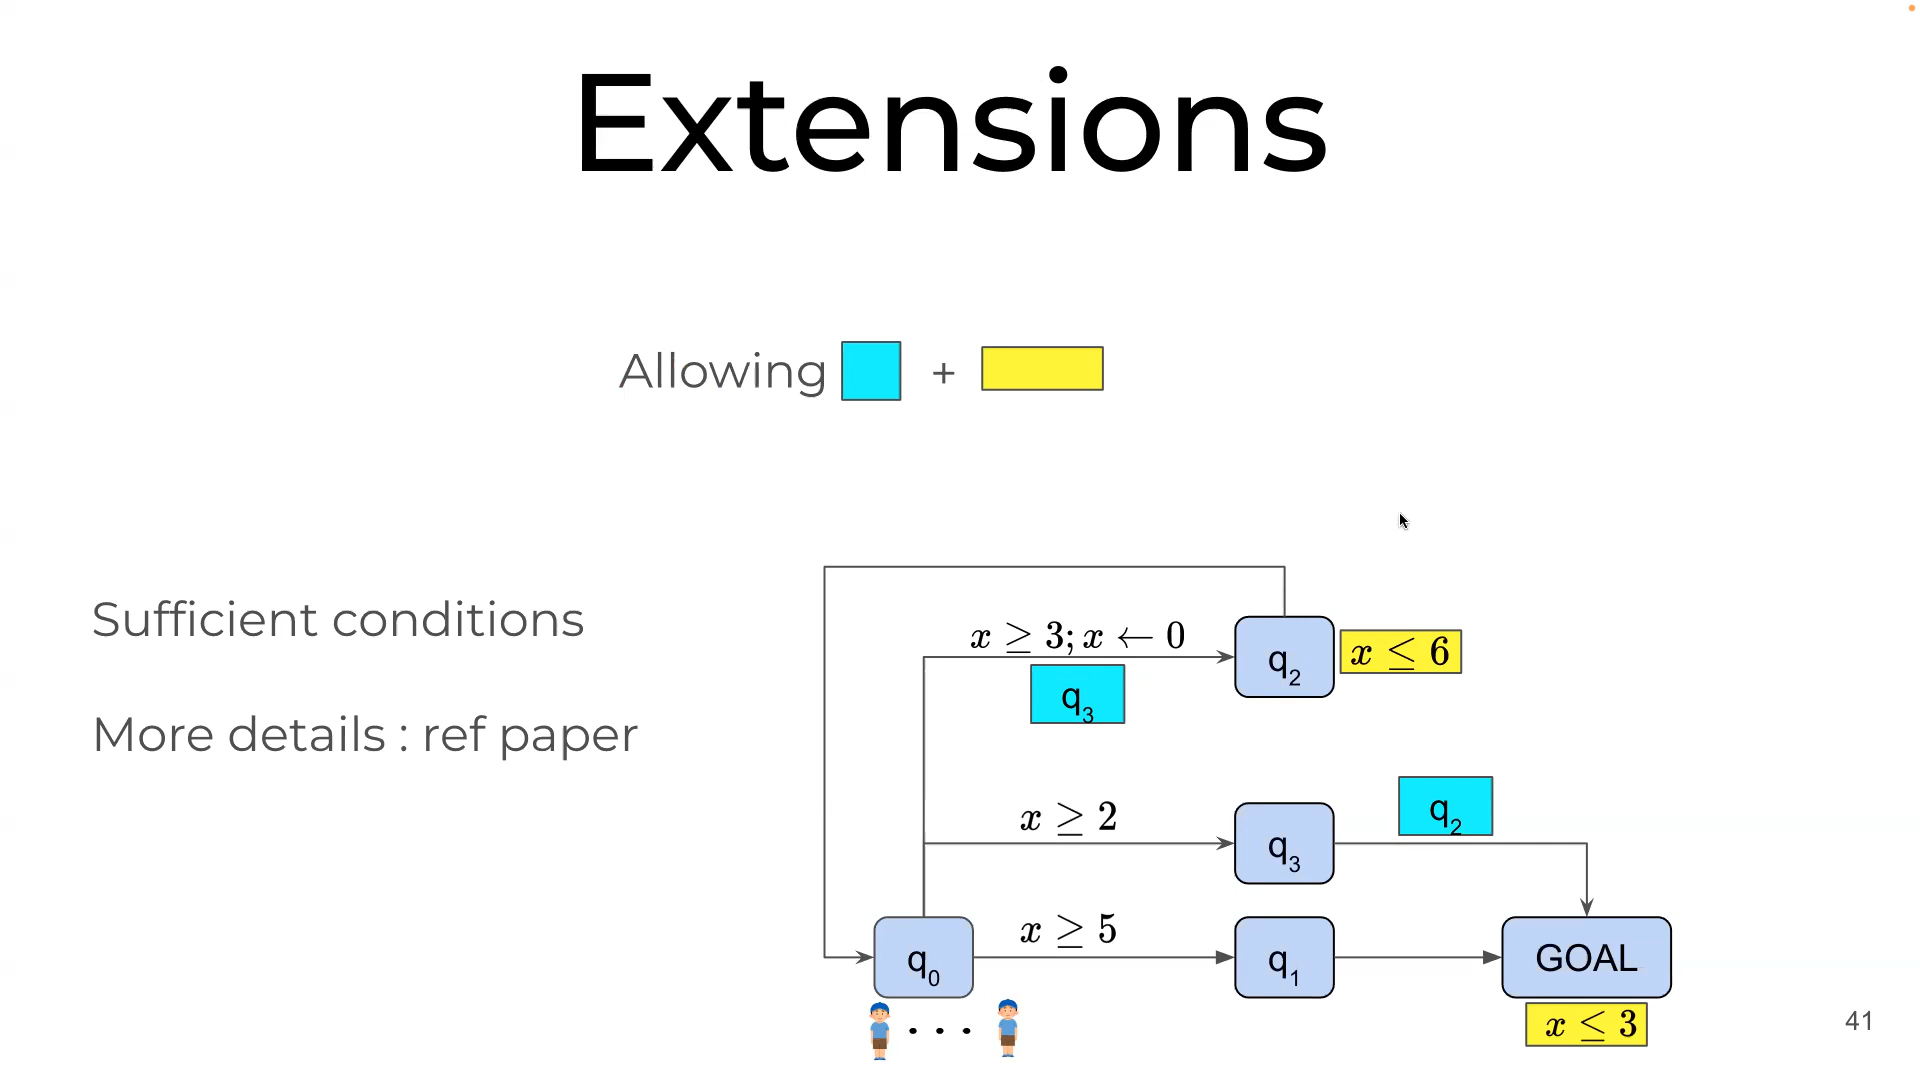 Extensions
Allowing +
Sufficient conditions
More details : ref paper
x ≥ 3; x ← 0
q₃
q₂
x ≤ 6
x ≥ 2
q₃
q₂
x ≥ 5
q₀
q₁
GOAL
x ≤ 3
. . .
41